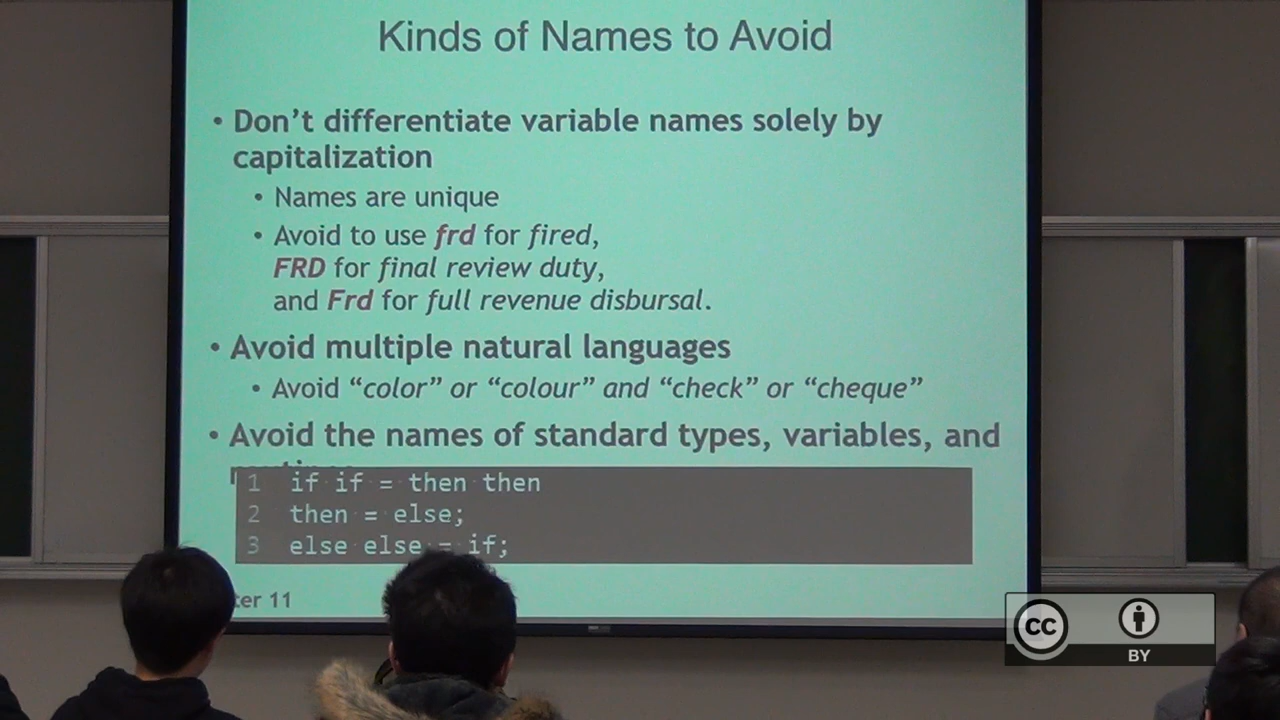 Kinds of Names to Avoid
• Don't differentiate variable names solely by
capitalization
• Names are unique
• Avoid to use frd for fired,
FRD for final review duty,
and Frd for full revenue disbursal.
• Avoid multiple natural languages
• Avoid “color” or “colour” and “check” or “cheque”
• Avoid the names of standard types, variables, and
1 if if = then then
2 then = else;
3 else else = if;
ter 11
CC
BY